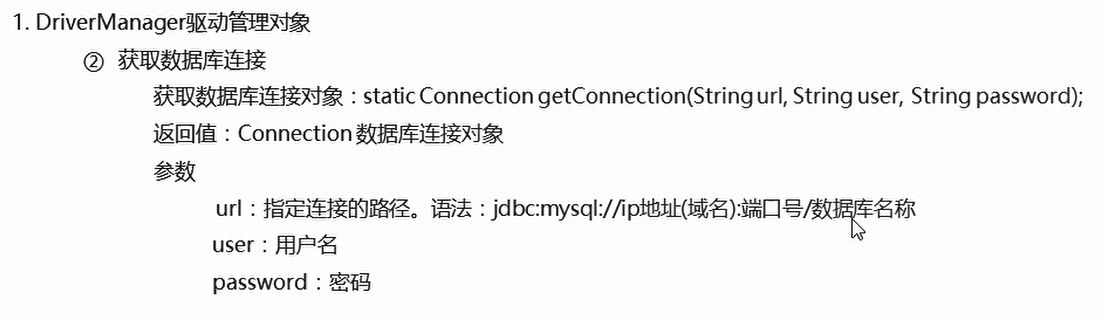 1. DriverManager驱动管理对象
② 获取数据库连接
获取数据库连接对象：static Connection getConnection(String url, String user, String password);
返回值：Connection 数据库连接对象
参数
url：指定连接的路径。语法：jdbc:mysql://ip地址(域名):端口号/数据库名称
user：用户名
password：密码